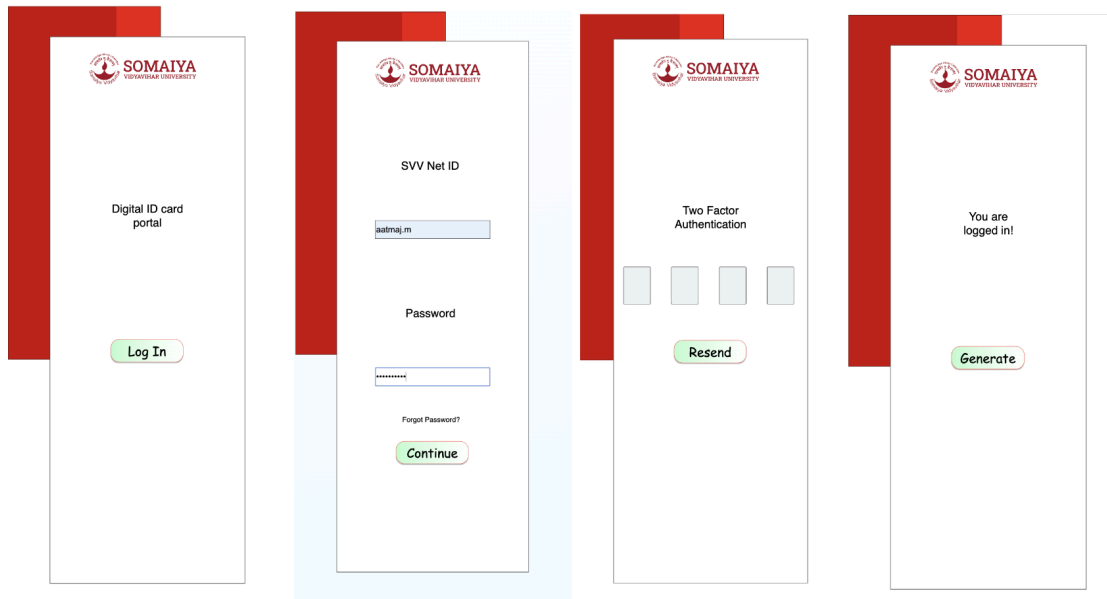 SOMAIYA
VIDYAVIHAR UNIVERSITY
Digital ID card
portal
Log In
SOMAIYA
VIDYAVIHAR UNIVERSITY
SVV Net ID
aatmaj.m
Password
••••••••••
Forgot Password?
Continue
SOMAIYA
VIDYAVIHAR UNIVERSITY
Two Factor
Authentication
Resend
SOMAIYA
VIDYAVIHAR UNIVERSITY
You are
logged in!
Generate